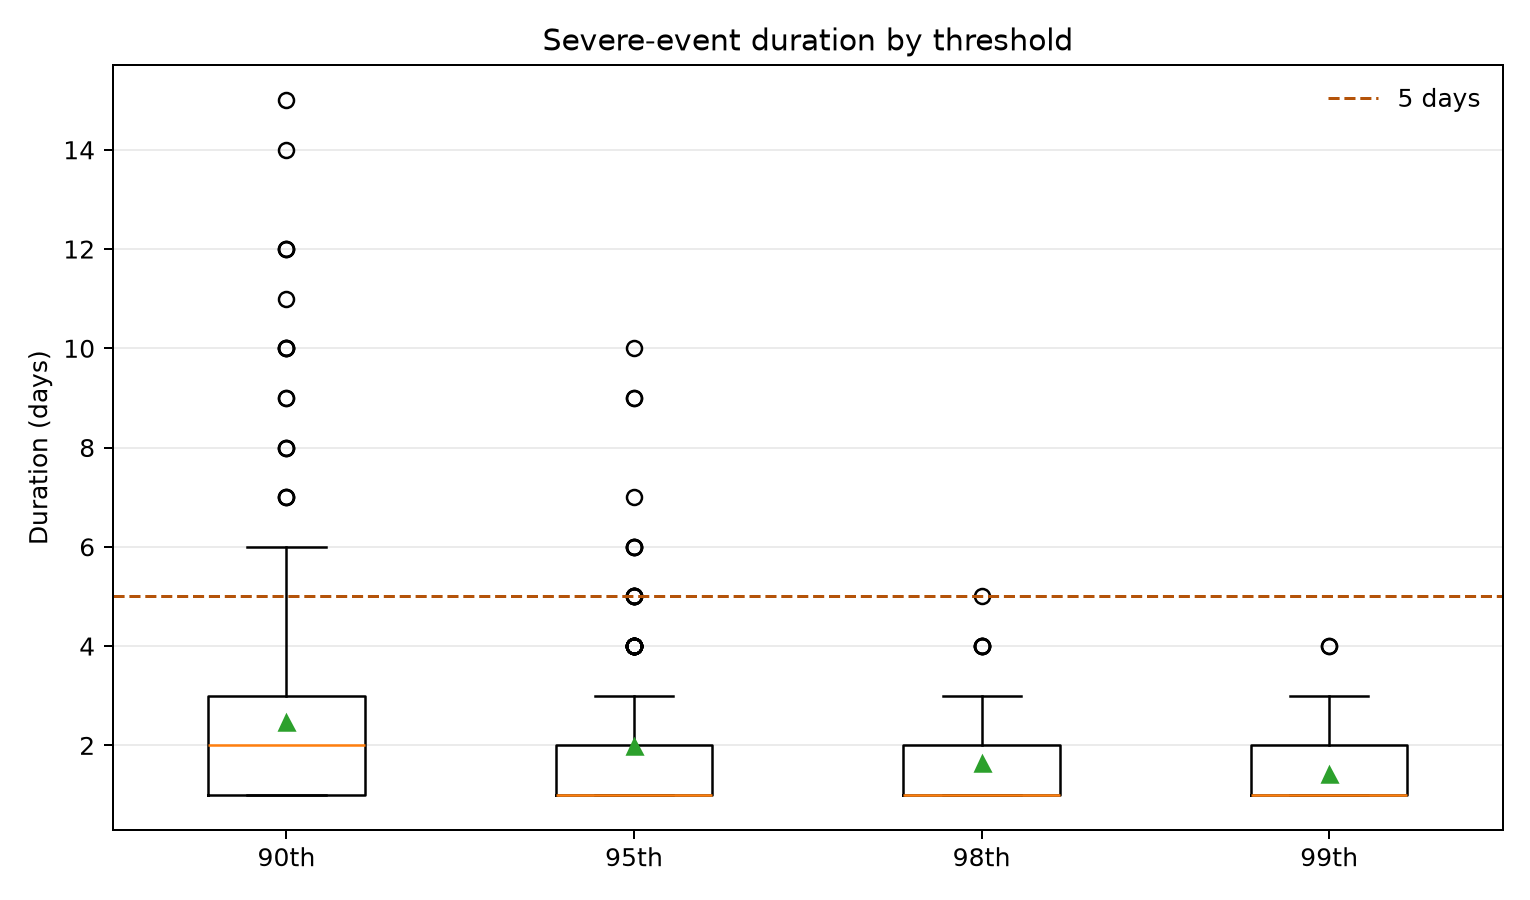 Severe-event duration by threshold
5 days
Duration (days)
14
12
10
8
6
4
2
90th
95th
98th
99th